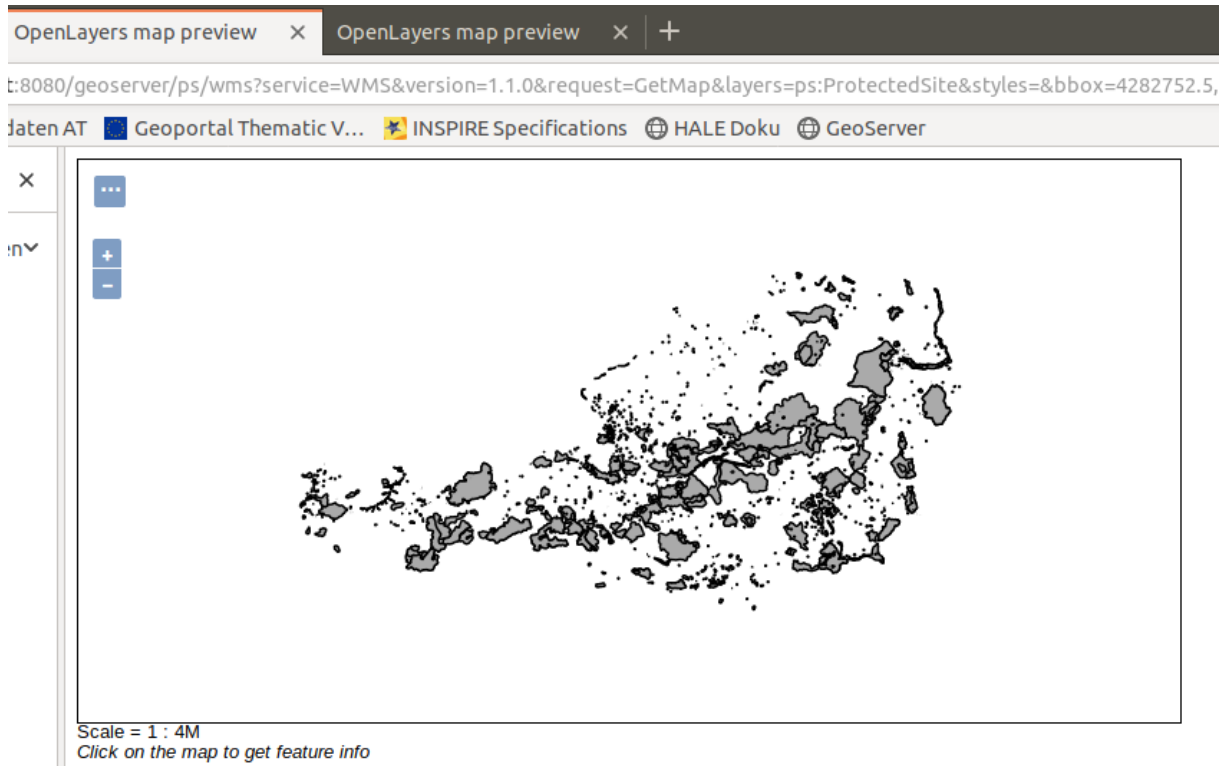 OpenLayers map preview × OpenLayers map preview × +
t:8080/geoserver/ps/wms?service=WMS&version=1.1.0&request=GetMap&layers=ps:ProtectedSite&styles=&bbox=4282752.5,
daten AT Geoportal Thematic V... INSPIRE Specifications HALE Doku GeoServer
×
...
en
+
−
Scale = 1 : 4M
Click on the map to get feature info